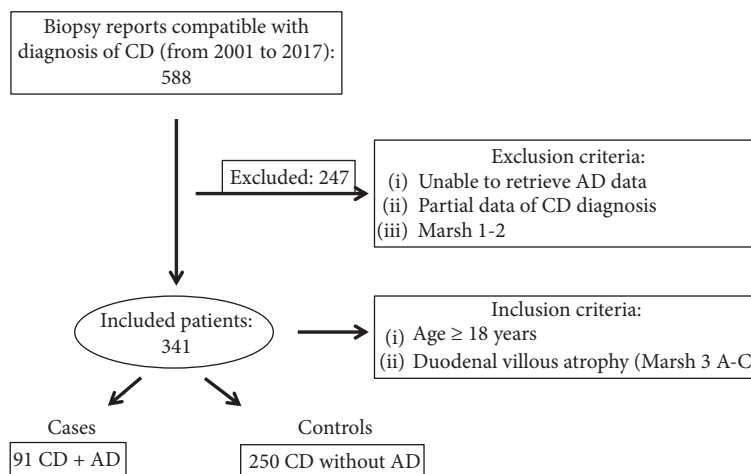 Biopsy reports compatible with
diagnosis of CD (from 2001 to 2017):
588
Excluded: 247
Exclusion criteria:
(i) Unable to retrieve AD data
(ii) Partial data of CD diagnosis
(iii) Marsh 1-2
Included patients:
341
Inclusion criteria:
(i) Age ≥ 18 years
(ii) Duodenal villous atrophy (Marsh 3 A-C
Cases
91 CD + AD
Controls
250 CD without AD